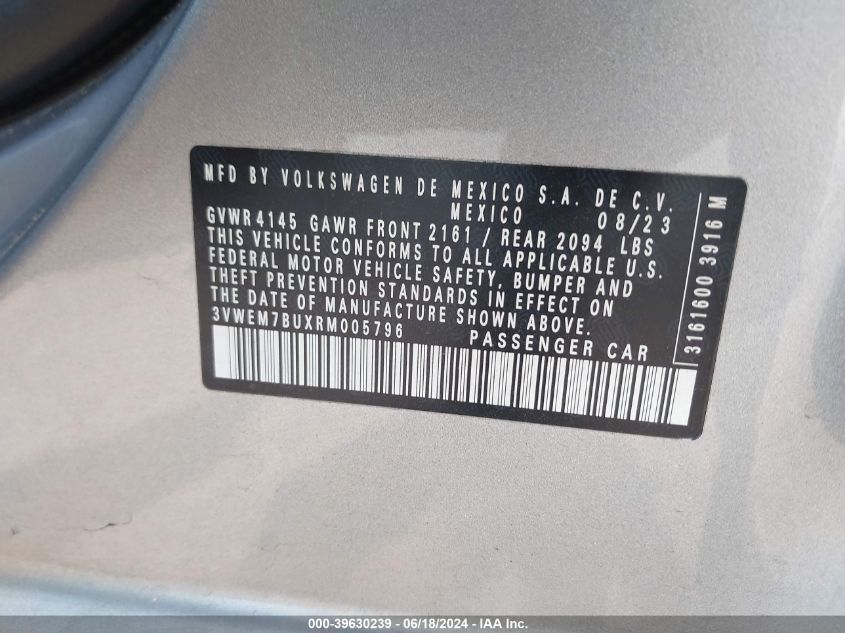 MFD BY VOLKSWAGEN DE MEXICO S.A. DE C.V.
MEXICO 08/23
GVWR 4145 GAWR FRONT 2161 / REAR 2094 LBS
THIS VEHICLE CONFORMS TO ALL APPLICABLE U.S.
FEDERAL MOTOR VEHICLE SAFETY, BUMPER AND
THEFT PREVENTION STANDARDS IN EFFECT ON
THE DATE OF MANUFACTURE SHOWN ABOVE.
3VWEM7BUXRM005796 PASSENGER CAR
3161600 3916 M
000-39630239 - 06/18/2024 - IAA Inc.